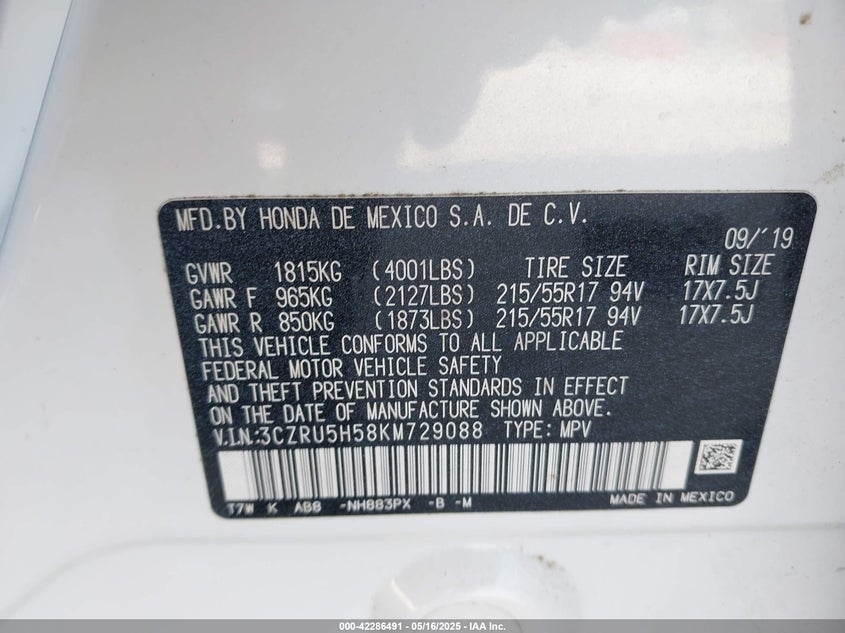 MFD.BY HONDA DE MEXICO S.A. DE C.V.
09/'19
GVWR 1815KG (4001LBS) TIRE SIZE RIM SIZE
GAWR F 965KG (2127LBS) 215/55R17 94V 17X7.5J
GAWR R 850KG (1873LBS) 215/55R17 94V 17X7.5J
THIS VEHICLE CONFORMS TO ALL APPLICABLE
FEDERAL MOTOR VEHICLE SAFETY
AND THEFT PREVENTION STANDARDS IN EFFECT
ON THE DATE OF MANUFACTURE SHOWN ABOVE.
V.I.N.:3CZRU5H58KM729088 TYPE: MPV
T7W K AB8 -NH883PX -B -M MADE IN MEXICO
000-42286491 - 05/16/2025 - IAA Inc.